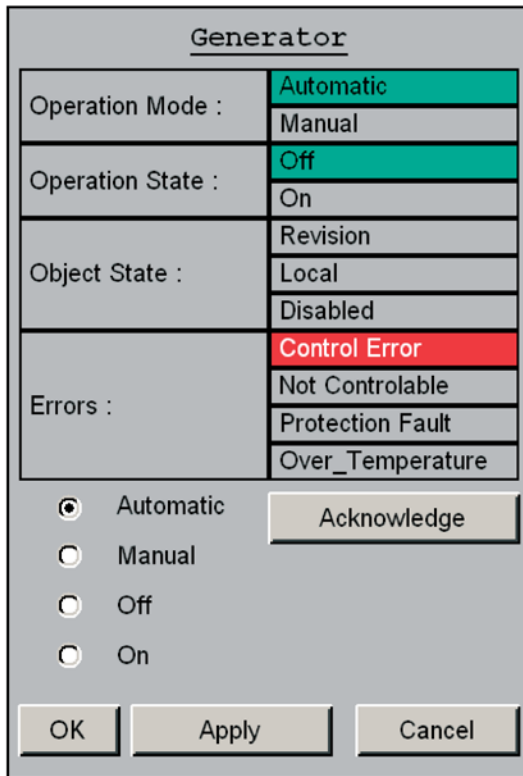 Generator
Operation Mode :
Automatic
Manual
Operation State :
Off
On
Object State :
Revision
Local
Disabled
Errors :
Control Error
Not Controlable
Protection Fault
Over_Temperature
Automatic
Acknowledge
Manual
Off
On
OK
Apply
Cancel